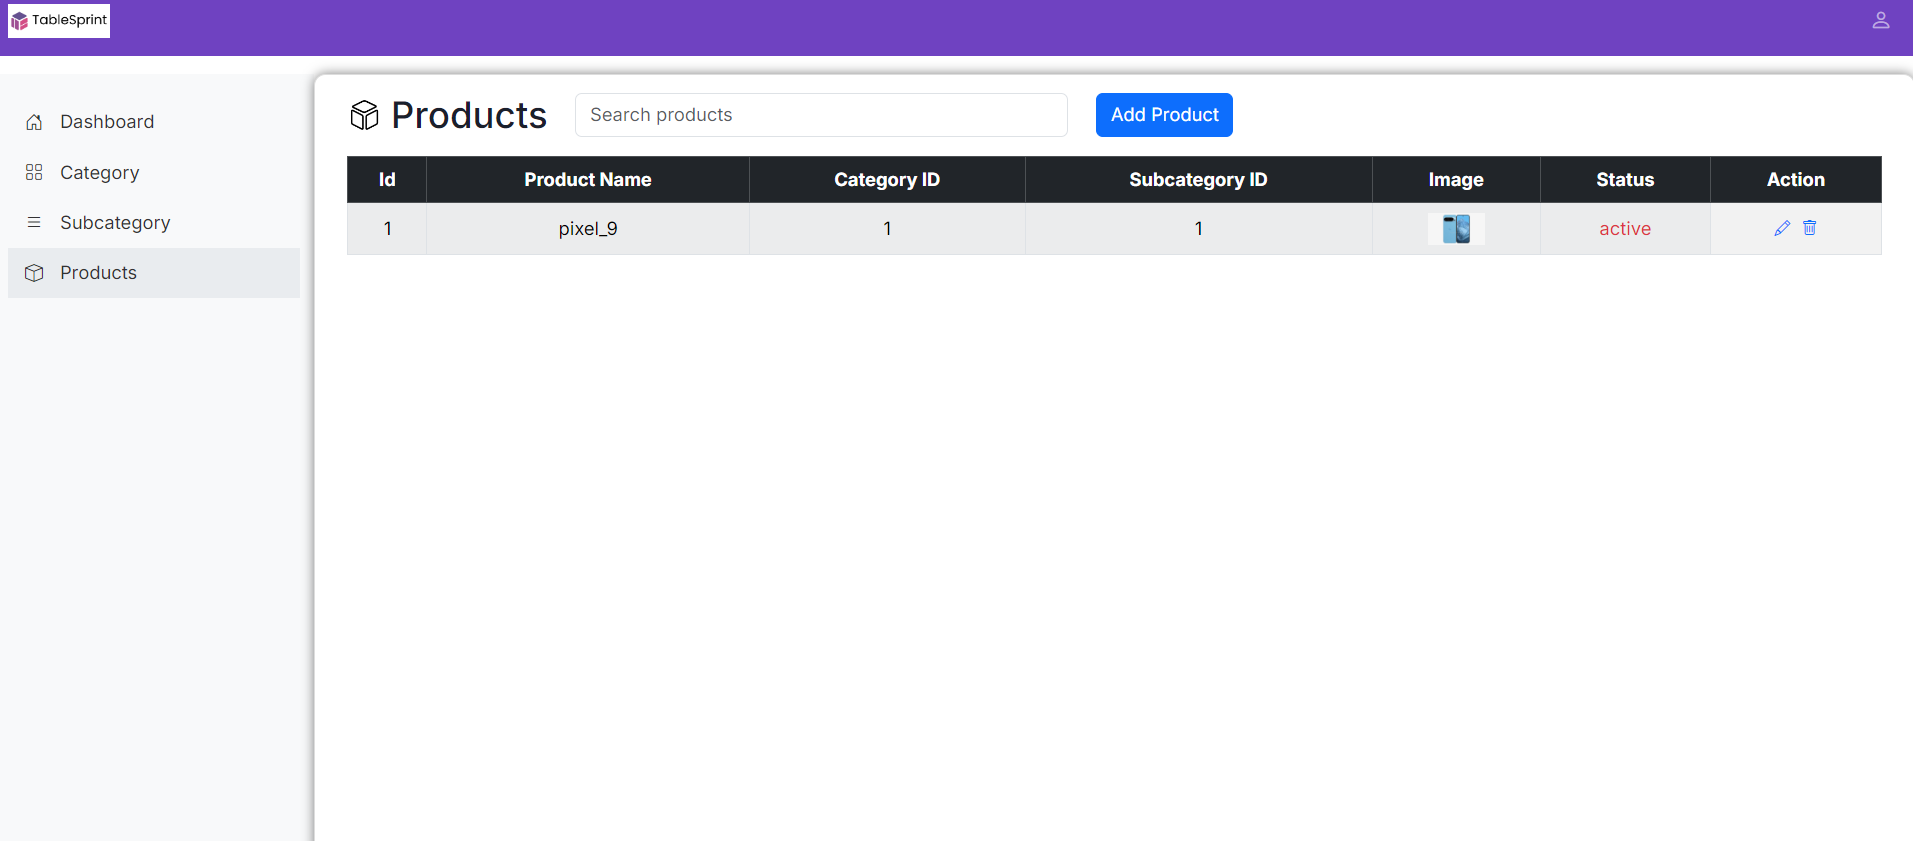 TableSprint
Dashboard
Category
Subcategory
Products
Products
Search products
Add Product
Id Product Name Category ID Subcategory ID Image Status Action
1 pixel_9 1 1 active